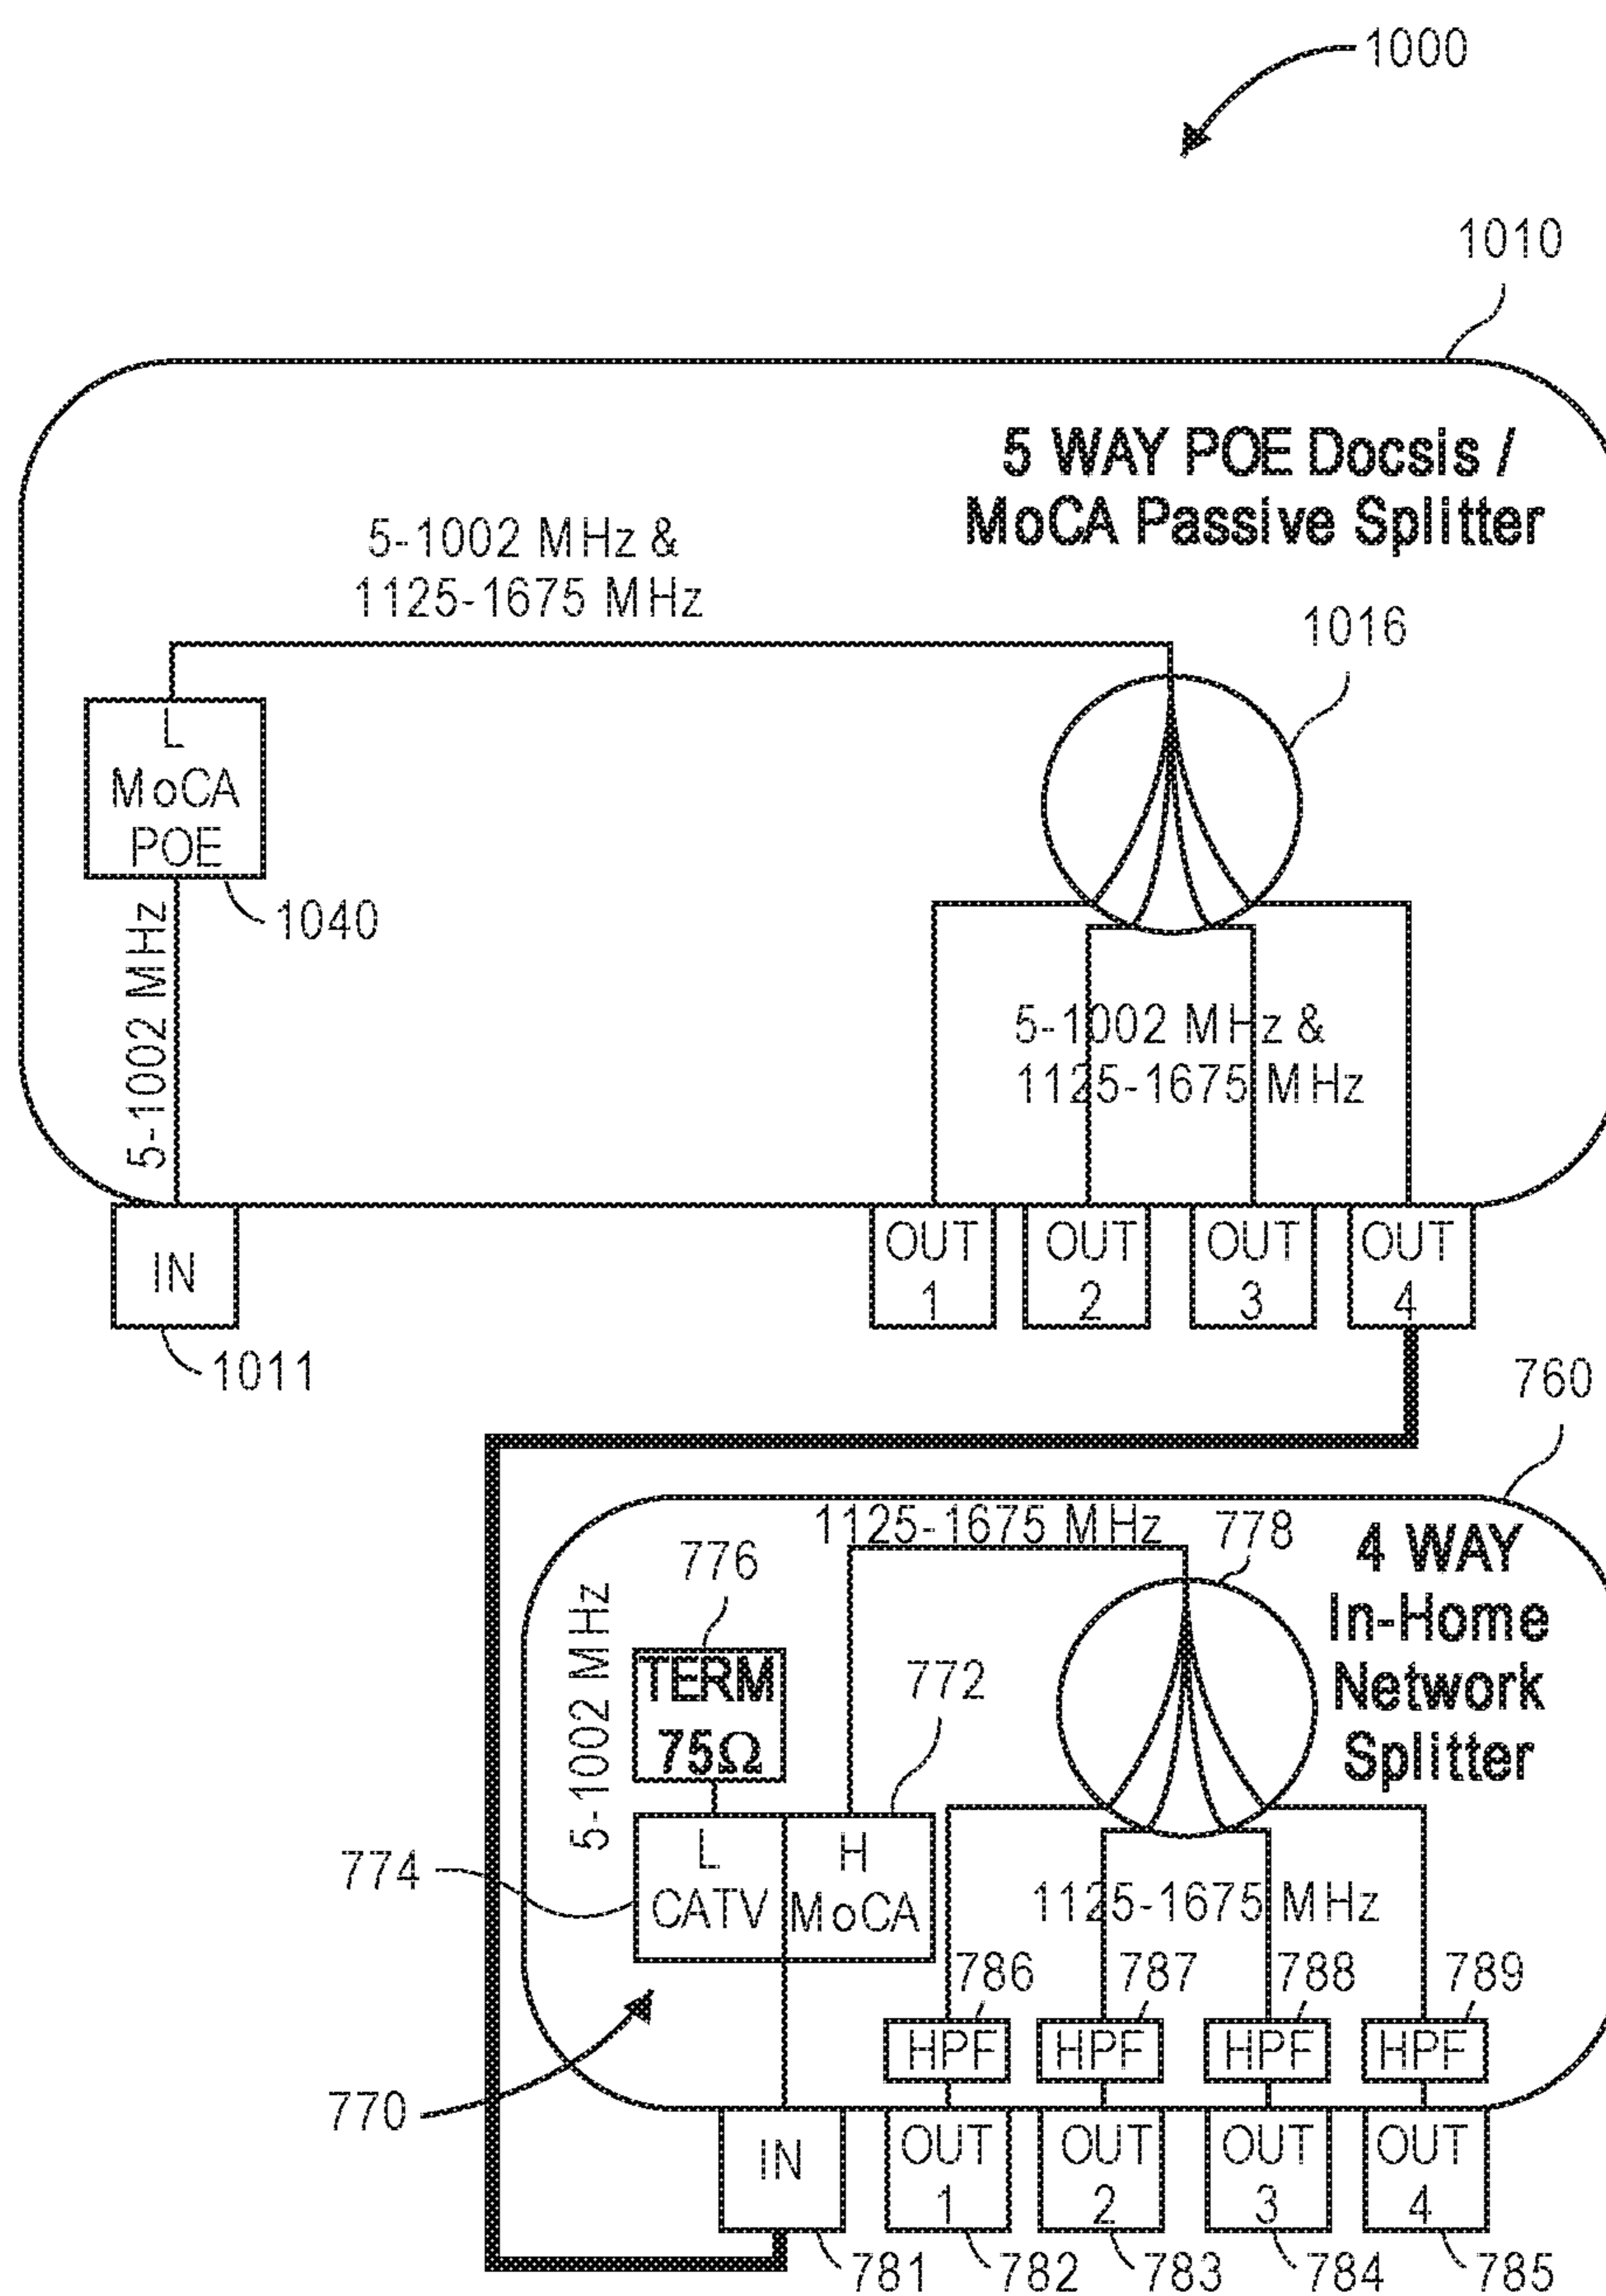 1000
1010
5 WAY POE Docsis /
MoCA Passive Splitter
5-1002 MHz &
1125-1675 MHz
1016
L
MoCA
POE
1040
5-1002 MHz
5-1002 MHz &
1125-1675 MHz
IN
OUT
1
OUT
2
OUT
3
OUT
4
1011
760
1125-1675 MHz
778
4 WAY
In-Home
Network
Splitter
776
5-1002 MHz
TERM
75Ω
772
774
L
CATV
H
MoCA
1125-1675 MHz
786
787
788
789
HPF
HPF
HPF
HPF
770
IN
OUT
1
OUT
2
OUT
3
OUT
4
781
782
783
784
785